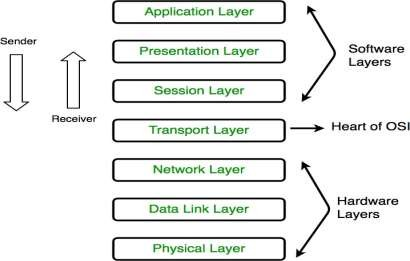 Application Layer
Sender
Presentation Layer
Software
Layers
Session Layer
Receiver
Transport Layer
Heart of OSI
Network Layer
Data Link Layer
Hardware
Layers
Physical Layer